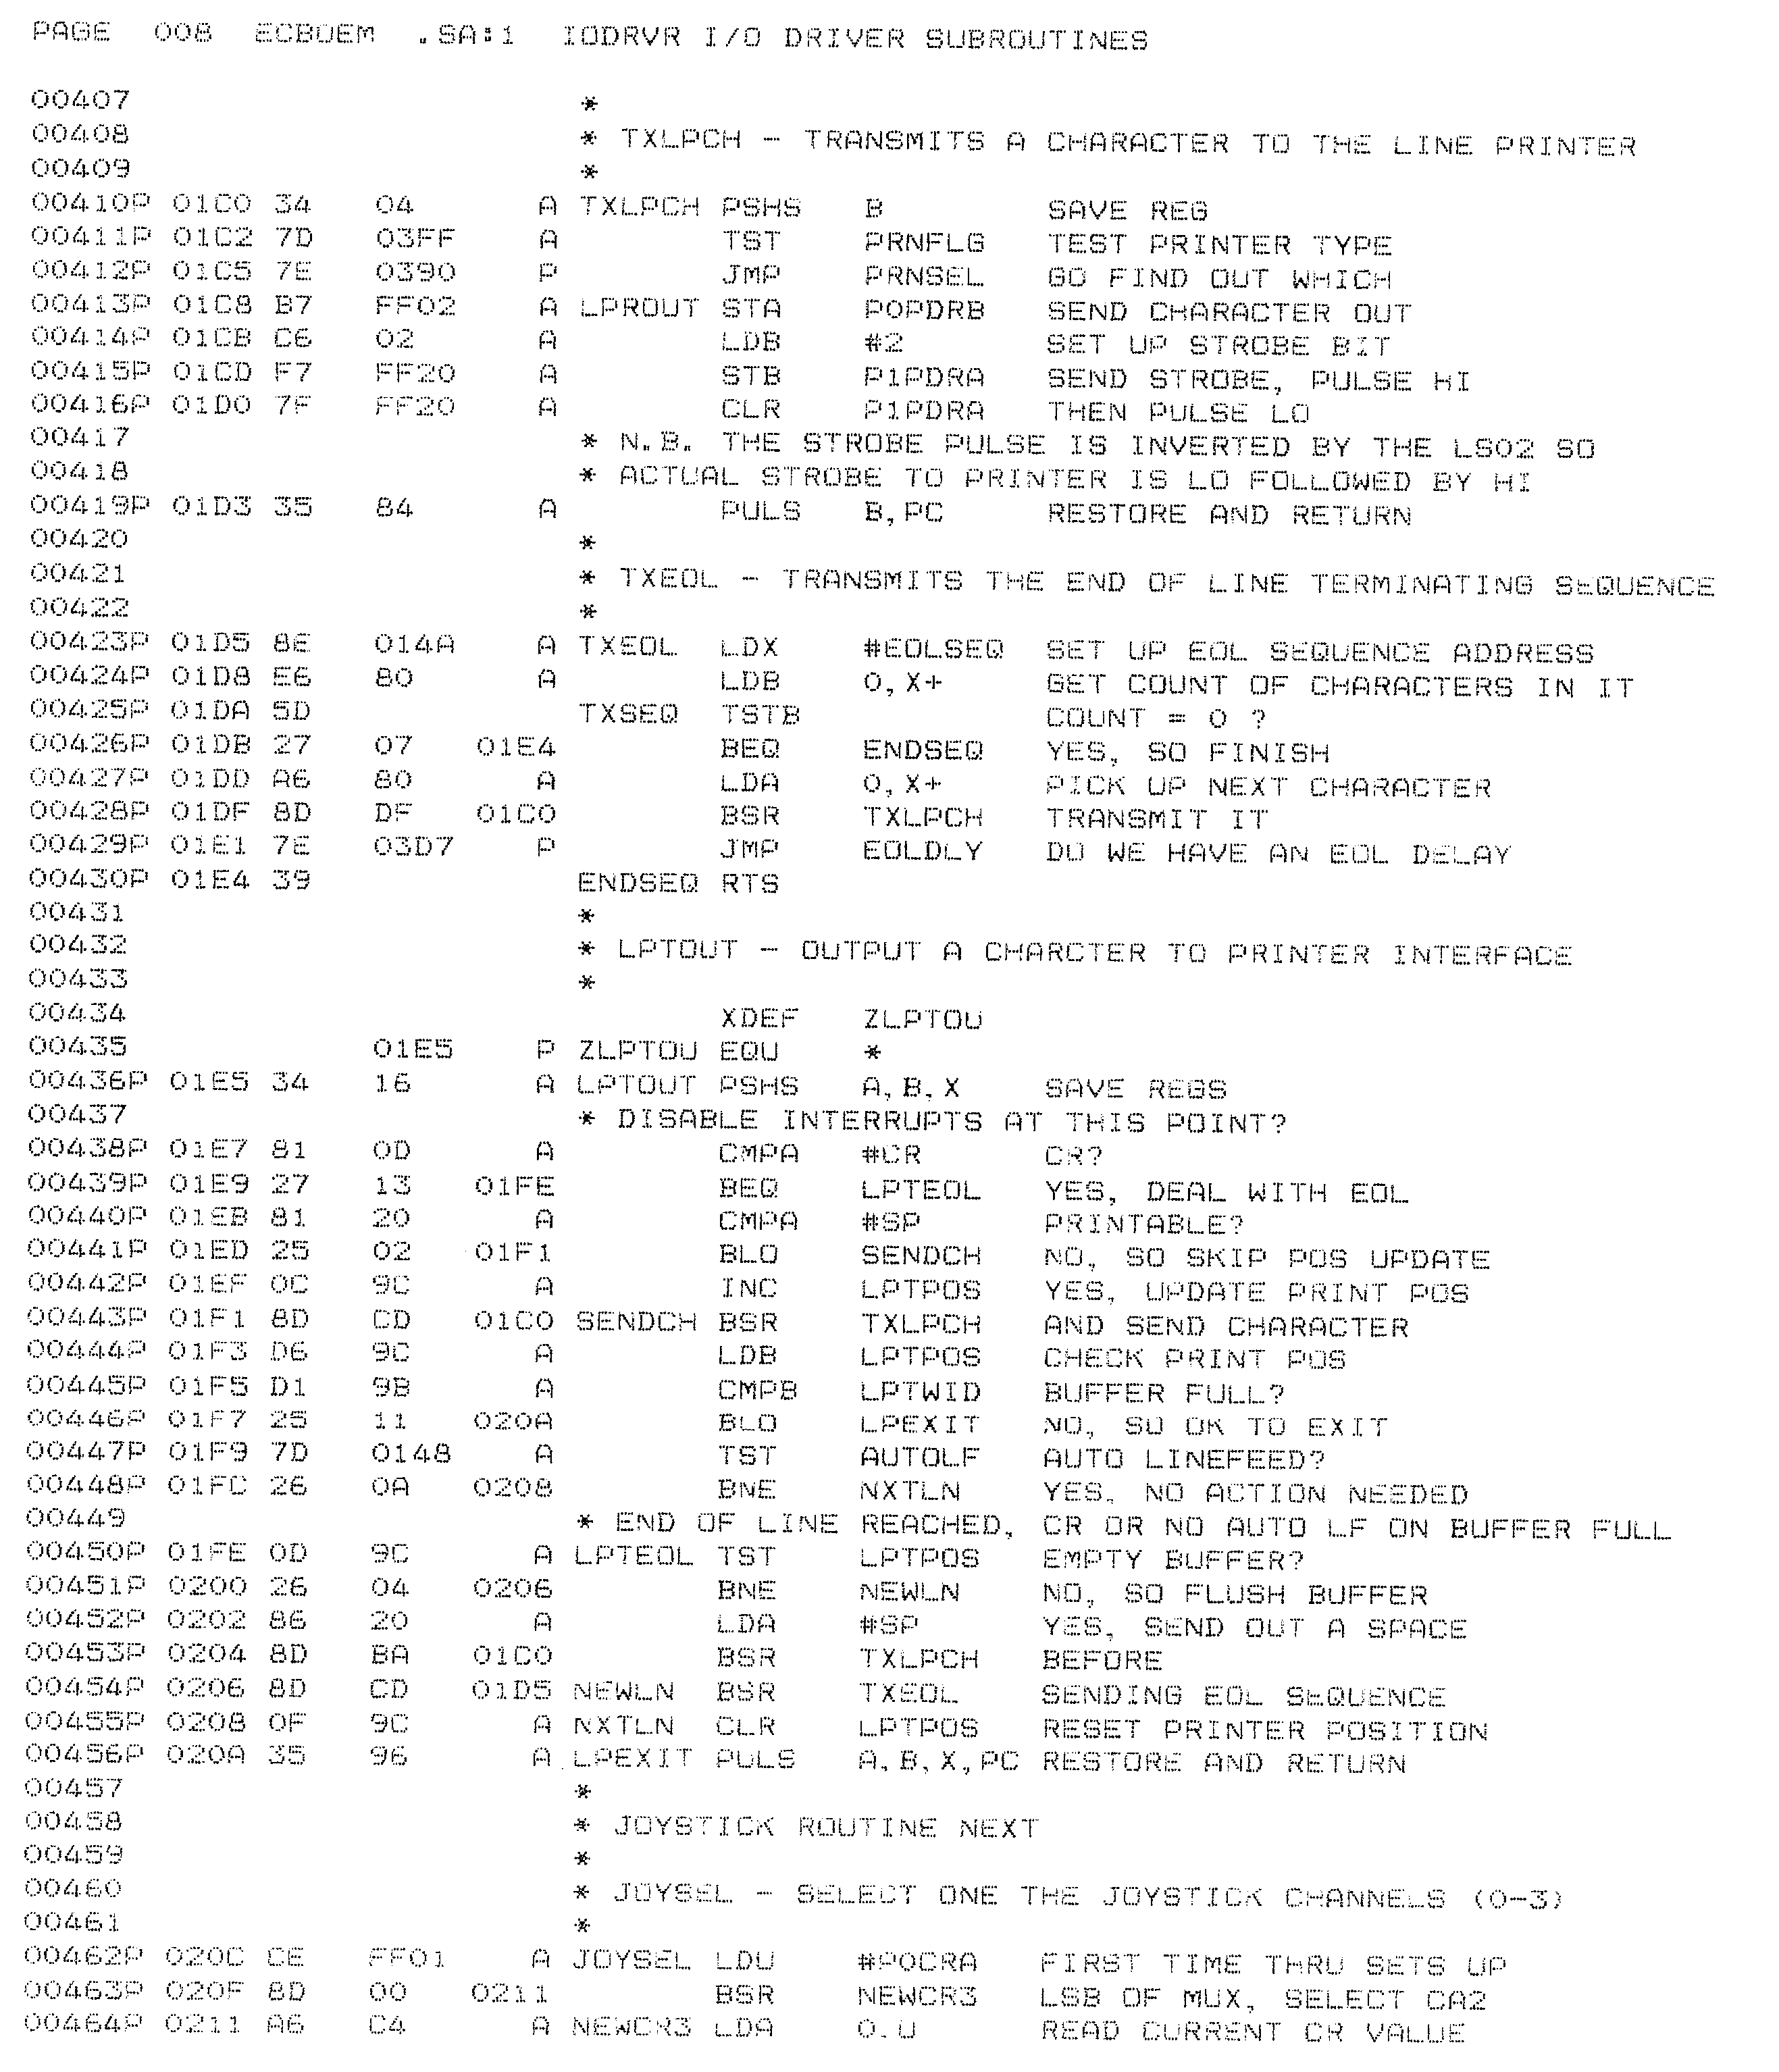 PAGE 008 ECBOEM .SA:1 IODRVR I/O DRIVER SUBROUTINES
00407 *
00408 * TXLPCH - TRANSMITS A CHARACTER TO THE LINE PRINTER
00409 *
00410P 01C0 34 04 A TXLPCH PSHS B SAVE REG
00411P 01C2 7D 03FF A TST PRNFLG TEST PRINTER TYPE
00412P 01C5 7E 0390 P JMP PRNSEL GO FIND OUT WHICH
00413P 01C8 B7 FF02 A LPROUT STA P0PDRB SEND CHARACTER OUT
00414P 01CB C6 02 A LDB #2 SET UP STROBE BIT
00415P 01CD F7 FF20 A STB P1PDRA SEND STROBE, PULSE HI
00416P 01D0 7F FF20 A CLR P1PDRA THEN PULSE LO
00417 * N.B. THE STROBE PULSE IS INVERTED BY THE LS02 SO
00418 * ACTUAL STROBE TO PRINTER IS LO FOLLOWED BY HI
00419P 01D3 35 84 A PULS B,PC RESTORE AND RETURN
00420 *
00421 * TXEOL - TRANSMITS THE END OF LINE TERMINATING SEQUENCE
00422 *
00423P 01D5 8E 014A A TXEOL LDX #EOLSEQ SET UP EOL SEQUENCE ADDRESS
00424P 01D8 E6 80 A LDB 0,X+ GET COUNT OF CHARACTERS IN IT
00425P 01DA 5D TXSEQ TSTB COUNT = 0 ?
00426P 01DB 27 07 01E4 BEQ ENDSEQ YES, SO FINISH
00427P 01DD A6 80 A LDA 0,X+ PICK UP NEXT CHARACTER
00428P 01DF 8D DF 01C0 BSR TXLPCH TRANSMIT IT
00429P 01E1 7E 03D7 P JMP EOLDLY DO WE HAVE AN EOL DELAY
00430P 01E4 39 ENDSEQ RTS
00431 *
00432 * LPTOUT - OUTPUT A CHARCTER TO PRINTER INTERFACE
00433 *
00434 XDEF ZLPTOU
00435 01E5 P ZLPTOU EQU *
00436P 01E5 34 16 A LPTOUT PSHS A,B,X SAVE REGS
00437 * DISABLE INTERRUPTS AT THIS POINT?
00438P 01E7 81 0D A CMPA #CR CR?
00439P 01E9 27 13 01FE BEQ LPTEOL YES, DEAL WITH EOL
00440P 01EB 81 20 A CMPA #SP PRINTABLE?
00441P 01ED 25 02 01F1 BLO SENDCH NO, SO SKIP POS UPDATE
00442P 01EF 0C 9C A INC LPTPOS YES, UPDATE PRINT POS
00443P 01F1 8D CD 01C0 SENDCH BSR TXLPCH AND SEND CHARACTER
00444P 01F3 D6 9C A LDB LPTPOS CHECK PRINT POS
00445P 01F5 D1 9B A CMPB LPTWID BUFFER FULL?
00446P 01F7 25 11 020A BLO LPEXIT NO, SO OK TO EXIT
00447P 01F9 7D 0148 A TST AUTOLF AUTO LINEFEED?
00448P 01FC 26 0A 0208 BNE NXTLN YES, NO ACTION NEEDED
00449 * END OF LINE REACHED, CR OR NO AUTO LF ON BUFFER FULL
00450P 01FE 0D 9C A LPTEOL TST LPTPOS EMPTY BUFFER?
00451P 0200 26 04 0206 BNE NEWLN NO, SO FLUSH BUFFER
00452P 0202 86 20 A LDA #SP YES, SEND OUT A SPACE
00453P 0204 8D BA 01C0 BSR TXLPCH BEFORE
00454P 0206 8D CD 01D5 NEWLN BSR TXEOL SENDING EOL SEQUENCE
00455P 0208 0F 9C A NXTLN CLR LPTPOS RESET PRINTER POSITION
00456P 020A 35 96 A LPEXIT PULS A,B,X,PC RESTORE AND RETURN
00457 *
00458 * JOYSTICK ROUTINE NEXT
00459 *
00460 * JOYSEL - SELECT ONE THE JOYSTICK CHANNELS (0-3)
00461 *
00462P 020C CE FF01 A JOYSEL LDU #P0CRA FIRST TIME THRU SETS UP
00463P 020F 8D 00 0211 BSR NEWCR3 LSB OF MUX, SELECT CA2
00464P 0211 A6 C4 A NEWCR3 LDA 0,U READ CURRENT CR VALUE